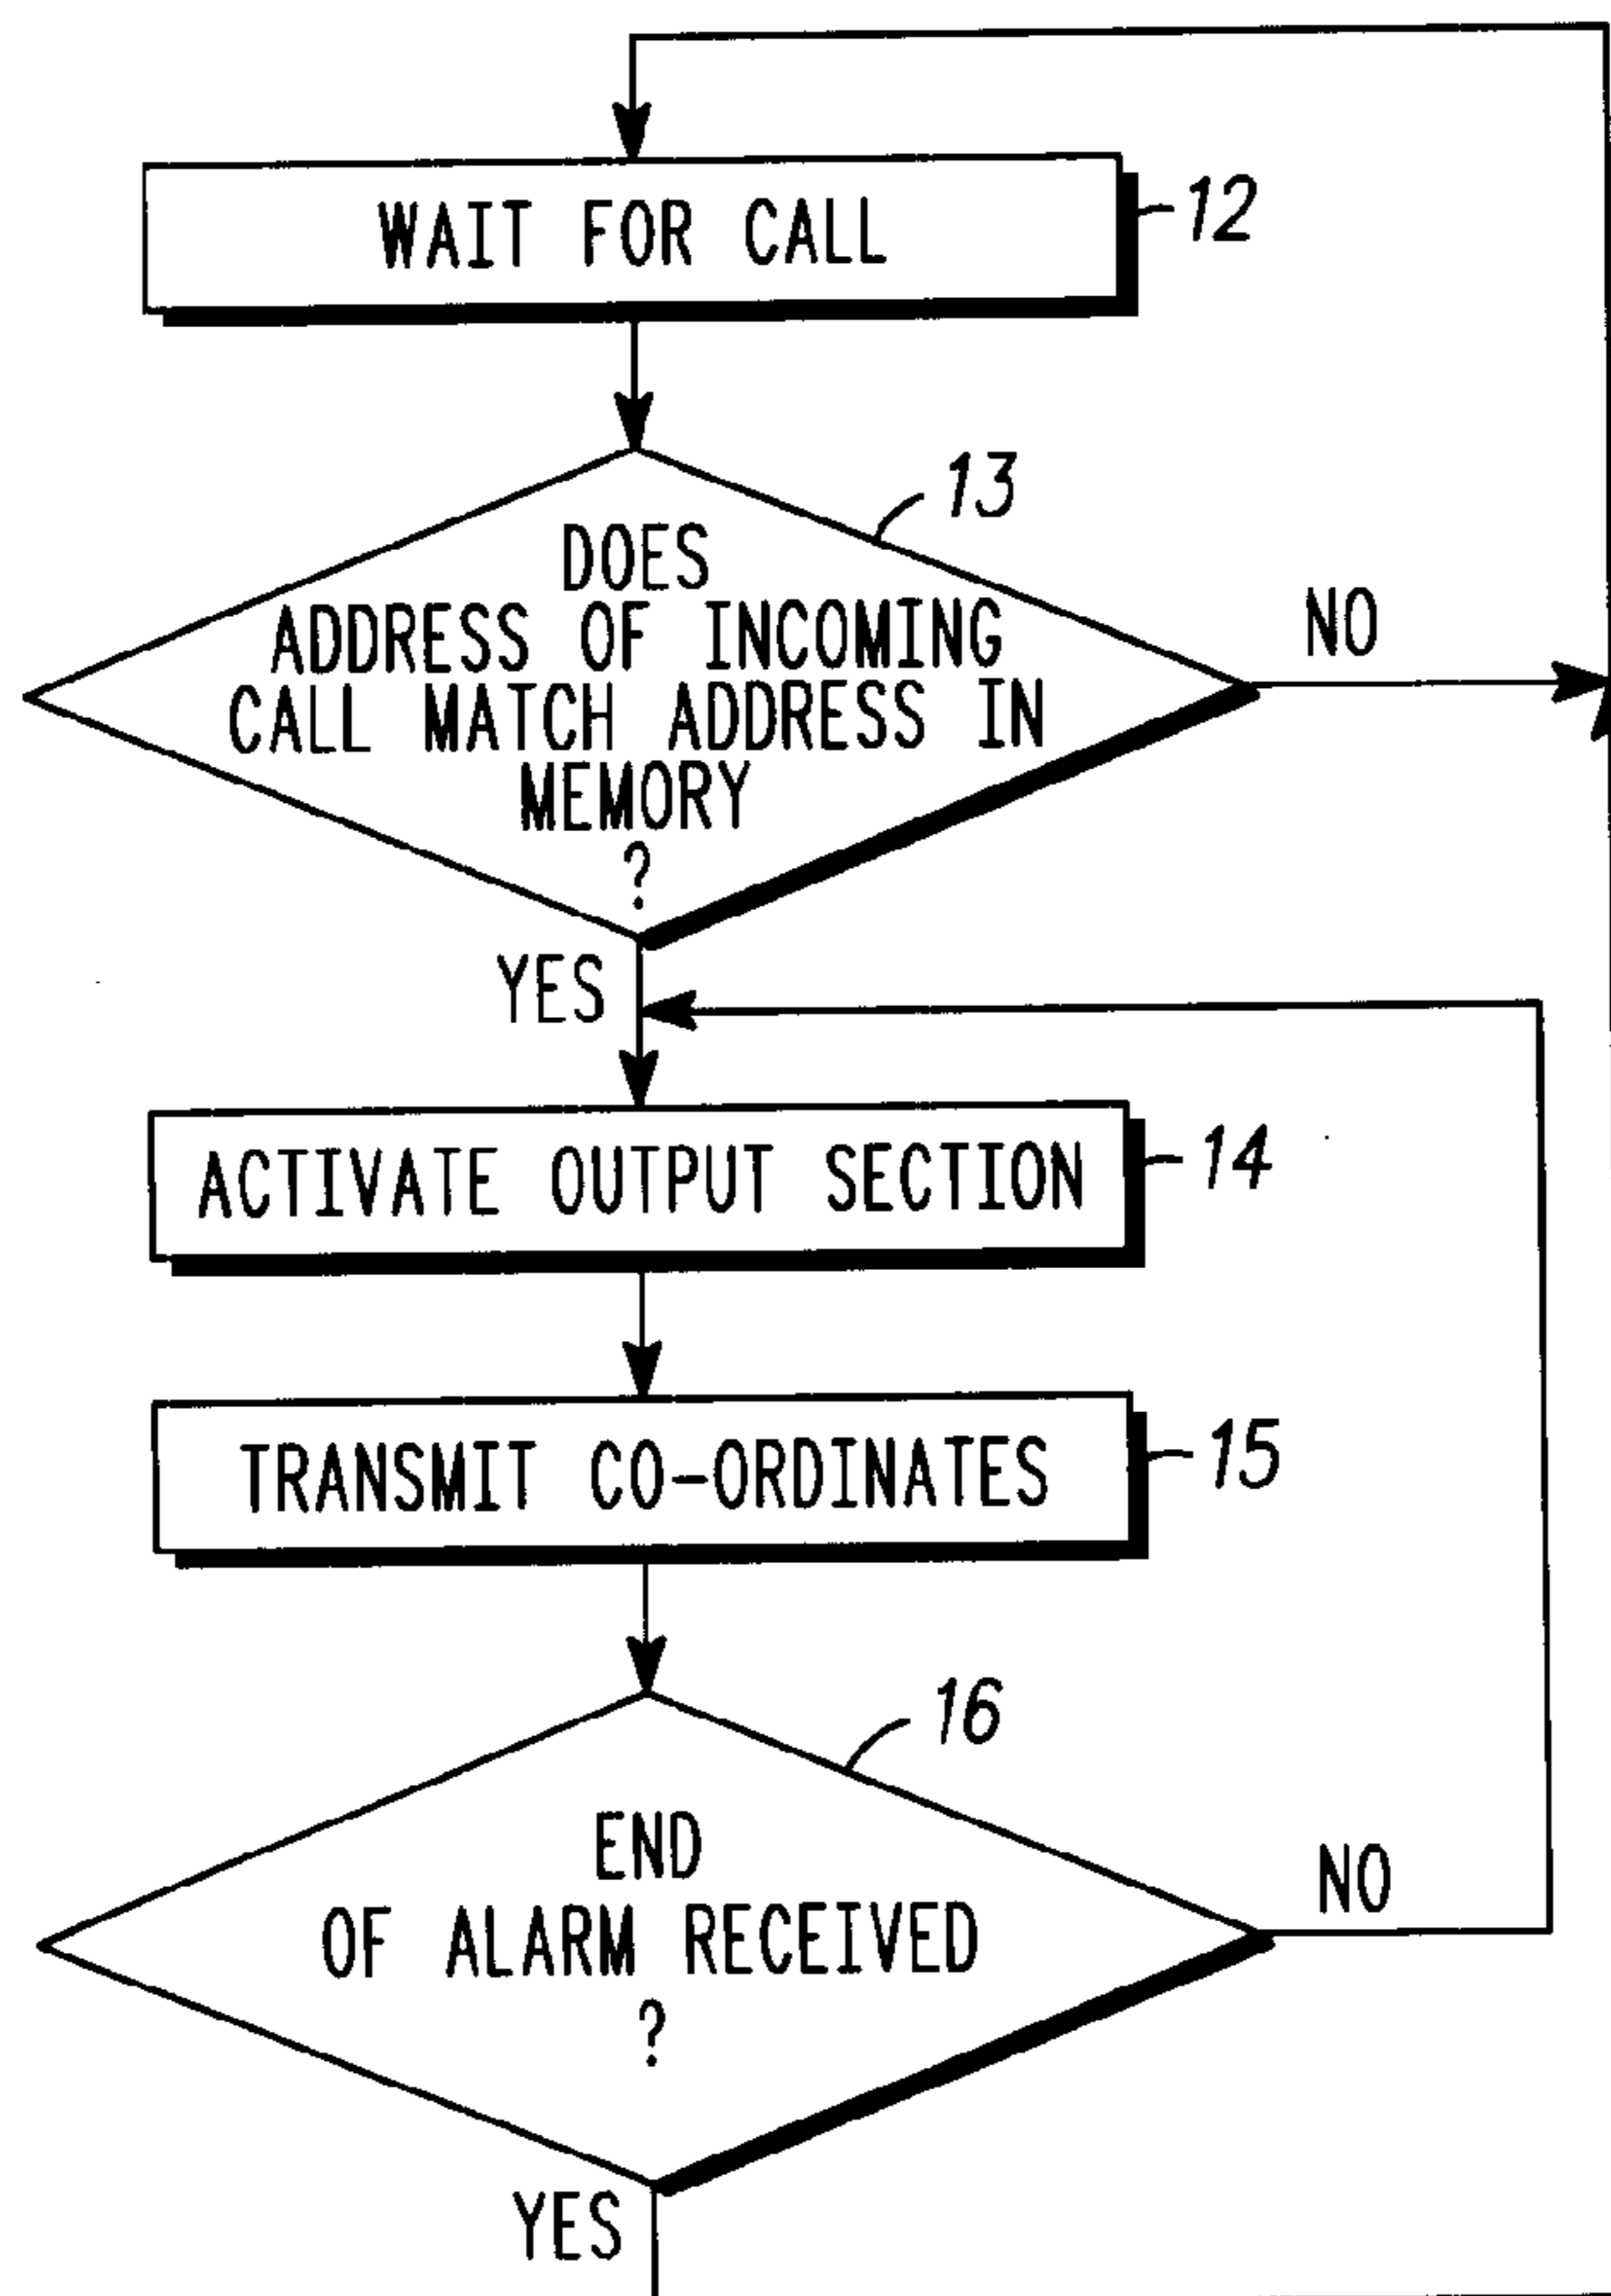 WAIT FOR CALL
12
13
DOES
ADDRESS OF INCOMING
CALL MATCH ADDRESS IN
MEMORY
?
NO
YES
ACTIVATE OUTPUT SECTION
14
TRANSMIT CO-ORDINATES
15
16
END
OF ALARM RECEIVED
?
NO
YES